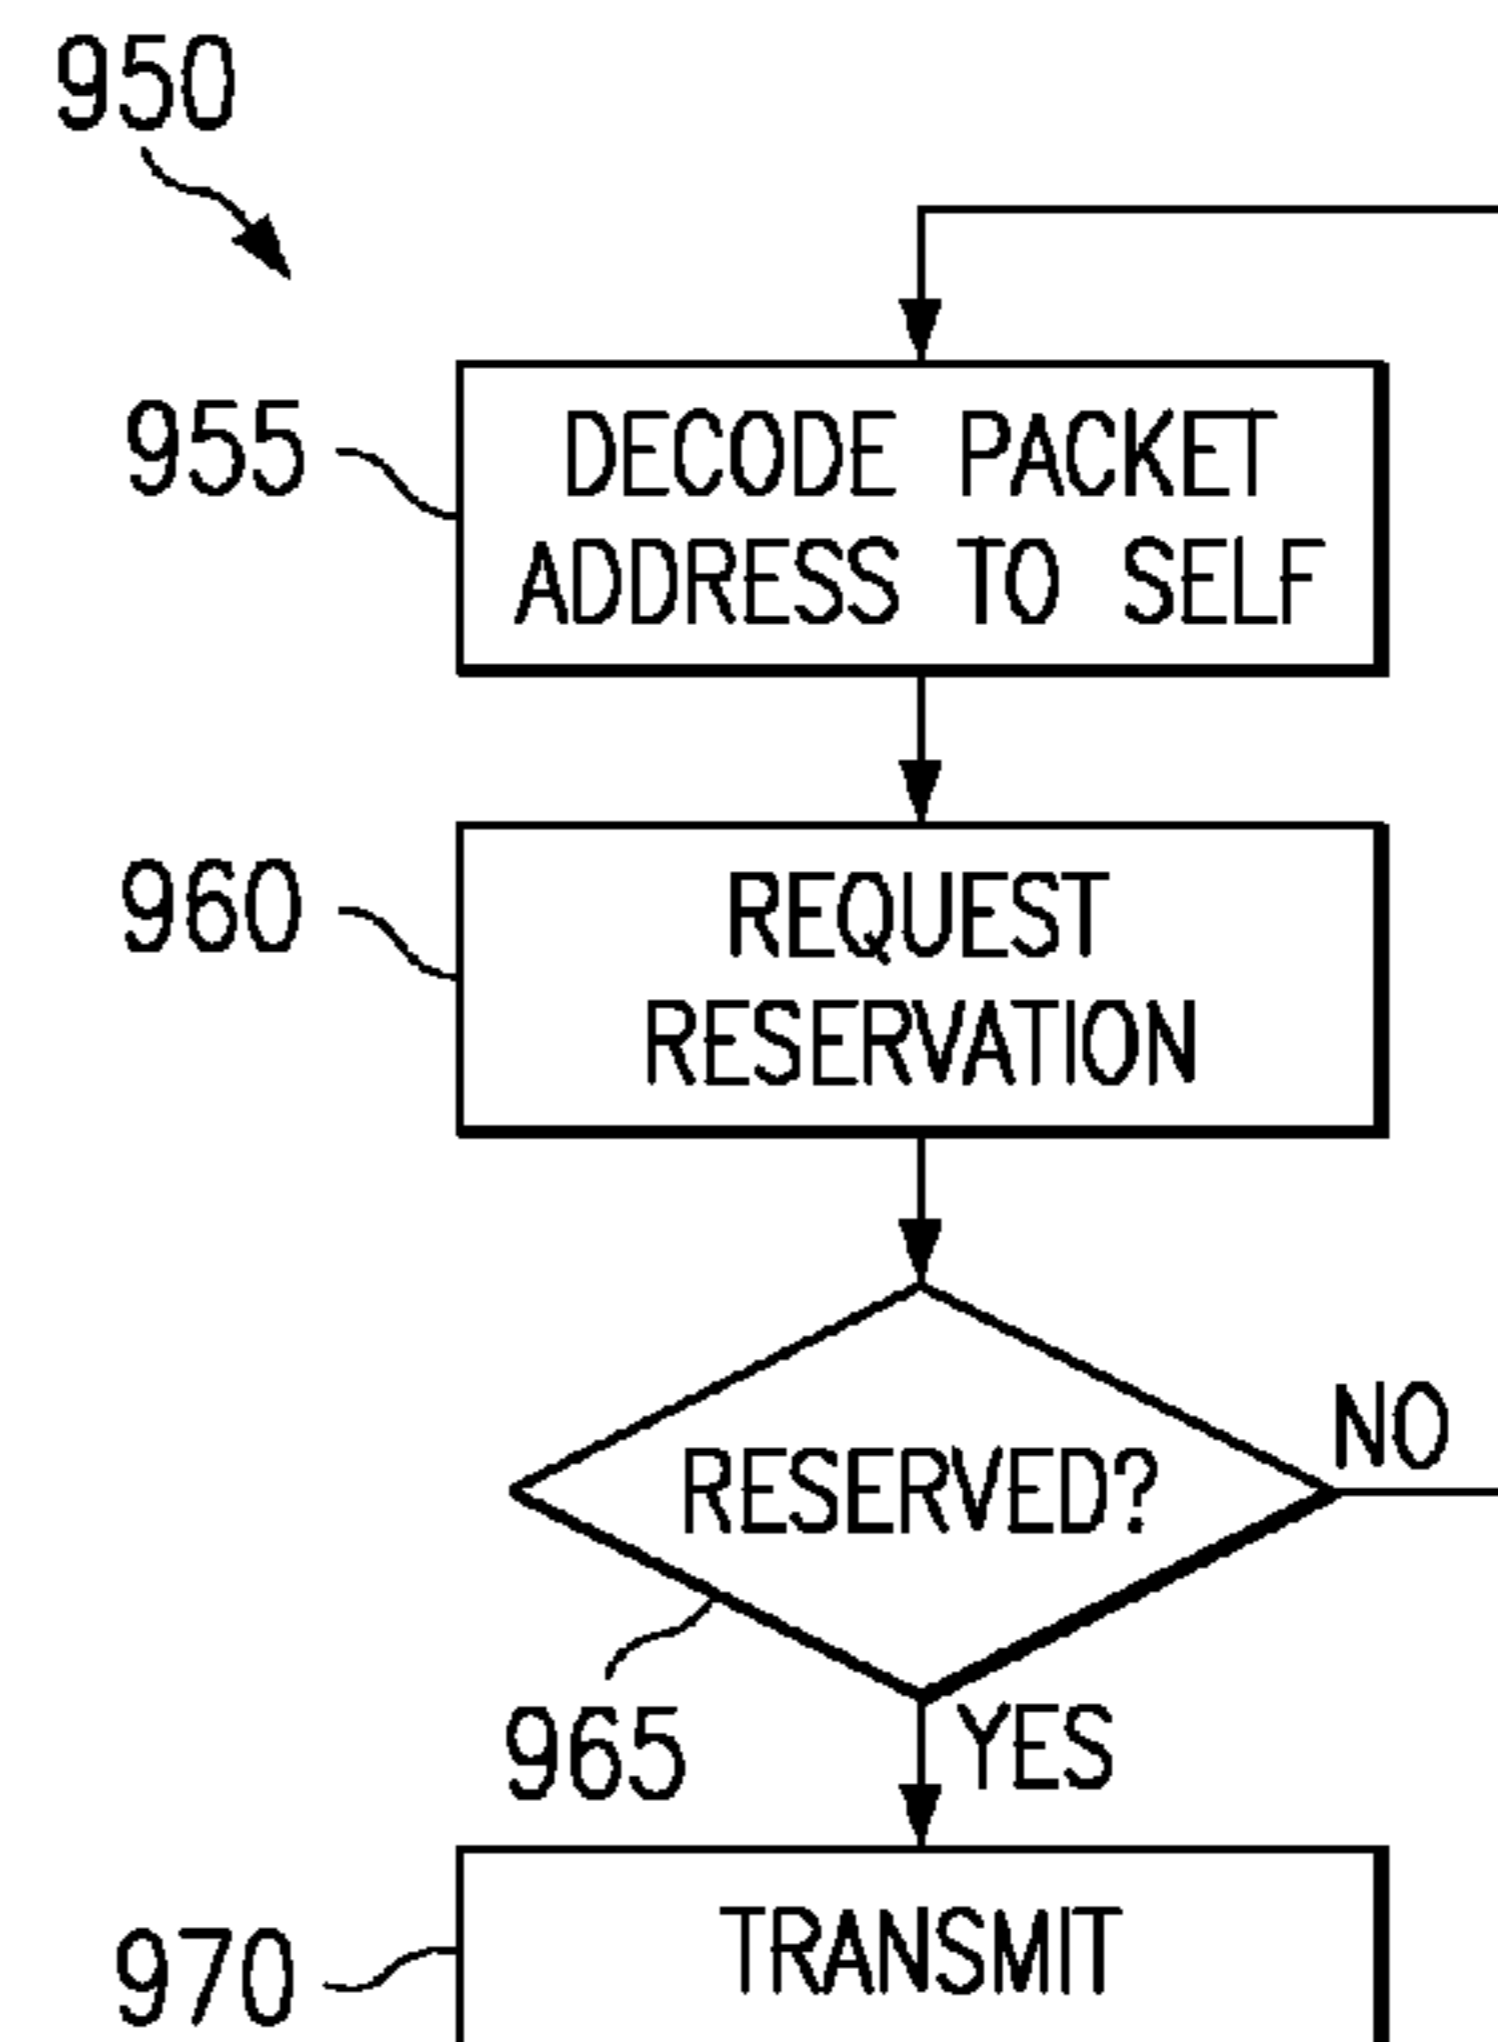 950
955
DECODE PACKET
ADDRESS TO SELF
960
REQUEST
RESERVATION
RESERVED?
NO
965
YES
970
TRANSMIT